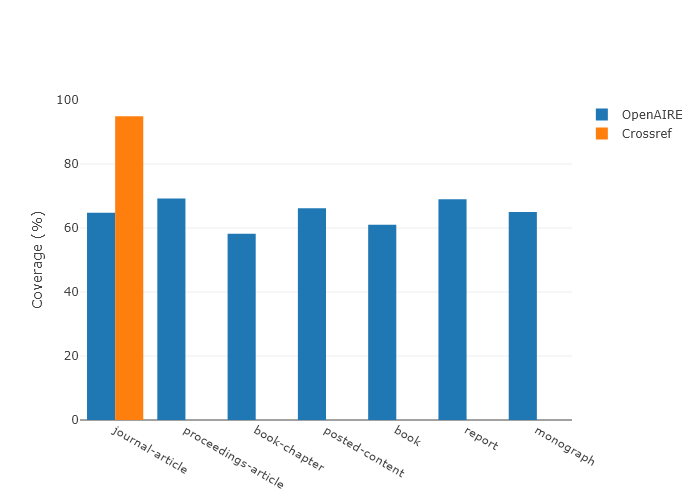 100
80
60
40
20
0
Coverage (%)
journal-article
proceedings-article
book-chapter
posted-content
book
report
monograph
OpenAIRE
Crossref